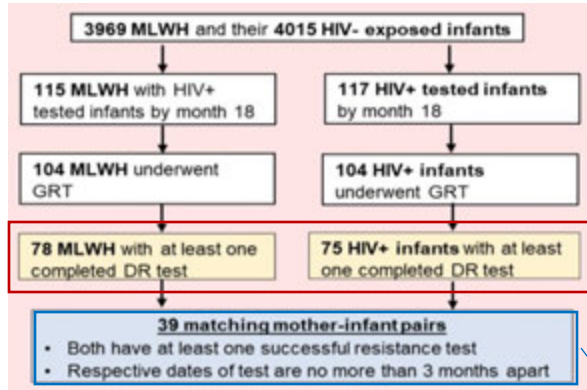 3969 MLWH and their 4015 HIV- exposed infants
115 MLWH with HIV+
tested infants by month 18
117 HIV+ tested infants
by month 18
104 MLWH underwent
GRT
104 HIV+ infants
underwent GRT
78 MLWH with at least one
completed DR test
75 HIV+ infants with at least
one completed DR test
39 matching mother-infant pairs
• Both have at least one successful resistance test
• Respective dates of test are no more than 3 months apart